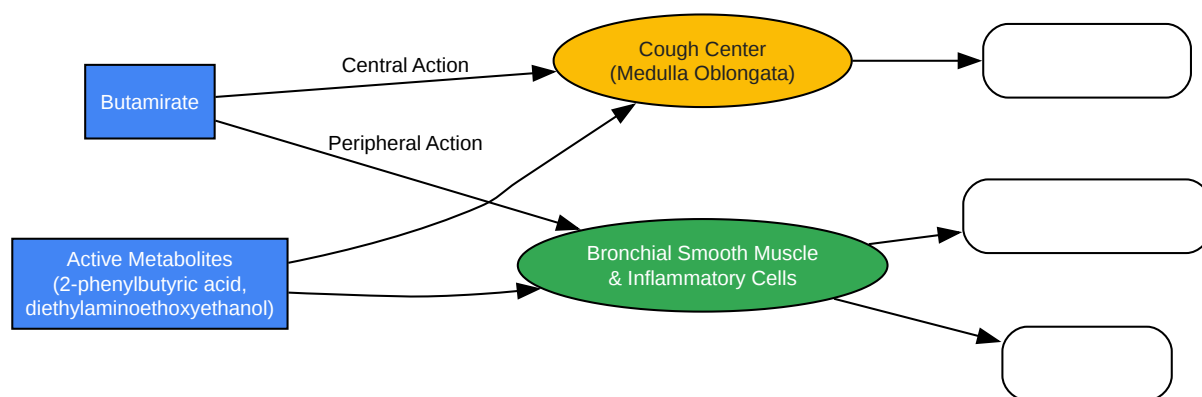 Butamirate
Central Action
Peripheral Action
Cough Center
(Medulla Oblongata)
Active Metabolites
(2-phenylbutyric acid,
diethylaminoethoxyethanol)
Bronchial Smooth Muscle
& Inflammatory Cells